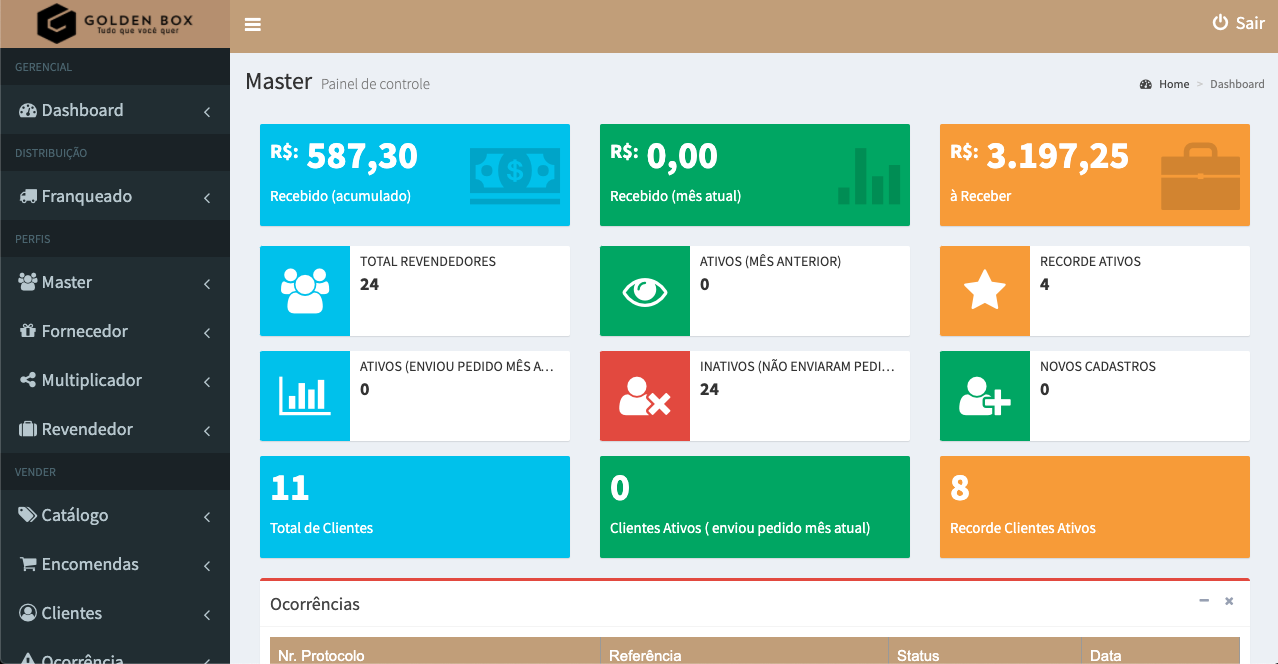 GOLDEN BOX
Tudo que você quer
Sair
GERENCIAL
Dashboard
DISTRIBUIÇÃO
Franqueado
PERFIS
Master
Fornecedor
Multiplicador
Revendedor
VENDER
Catálogo
Encomendas
Clientes
Ocorrência
Master Painel de controle
Home > Dashboard
R$: 587,30
Recebido (acumulado)
R$: 0,00
Recebido (mês atual)
R$: 3.197,25
à Receber
TOTAL REVENDEDORES
24
ATIVOS (MÊS ANTERIOR)
0
RECORDE ATIVOS
4
ATIVOS (ENVIOU PEDIDO MÊS A...
0
INATIVOS (NÃO ENVIARAM PEDI...
24
NOVOS CADASTROS
0
11
Total de Clientes
0
Clientes Ativos ( enviou pedido mês atual)
8
Recorde Clientes Ativos
Ocorrências
Nr. Protocolo Referência Status Data